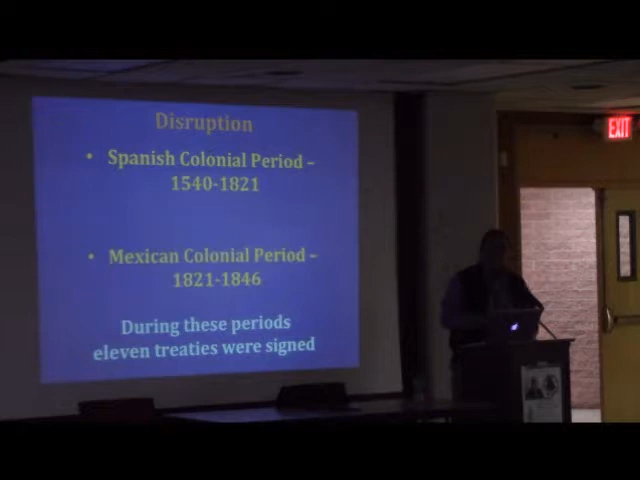 Disruption
• Spanish Colonial Period –
1540-1821
• Mexican Colonial Period –
1821-1846
During these periods
eleven treaties were signed
EXIT